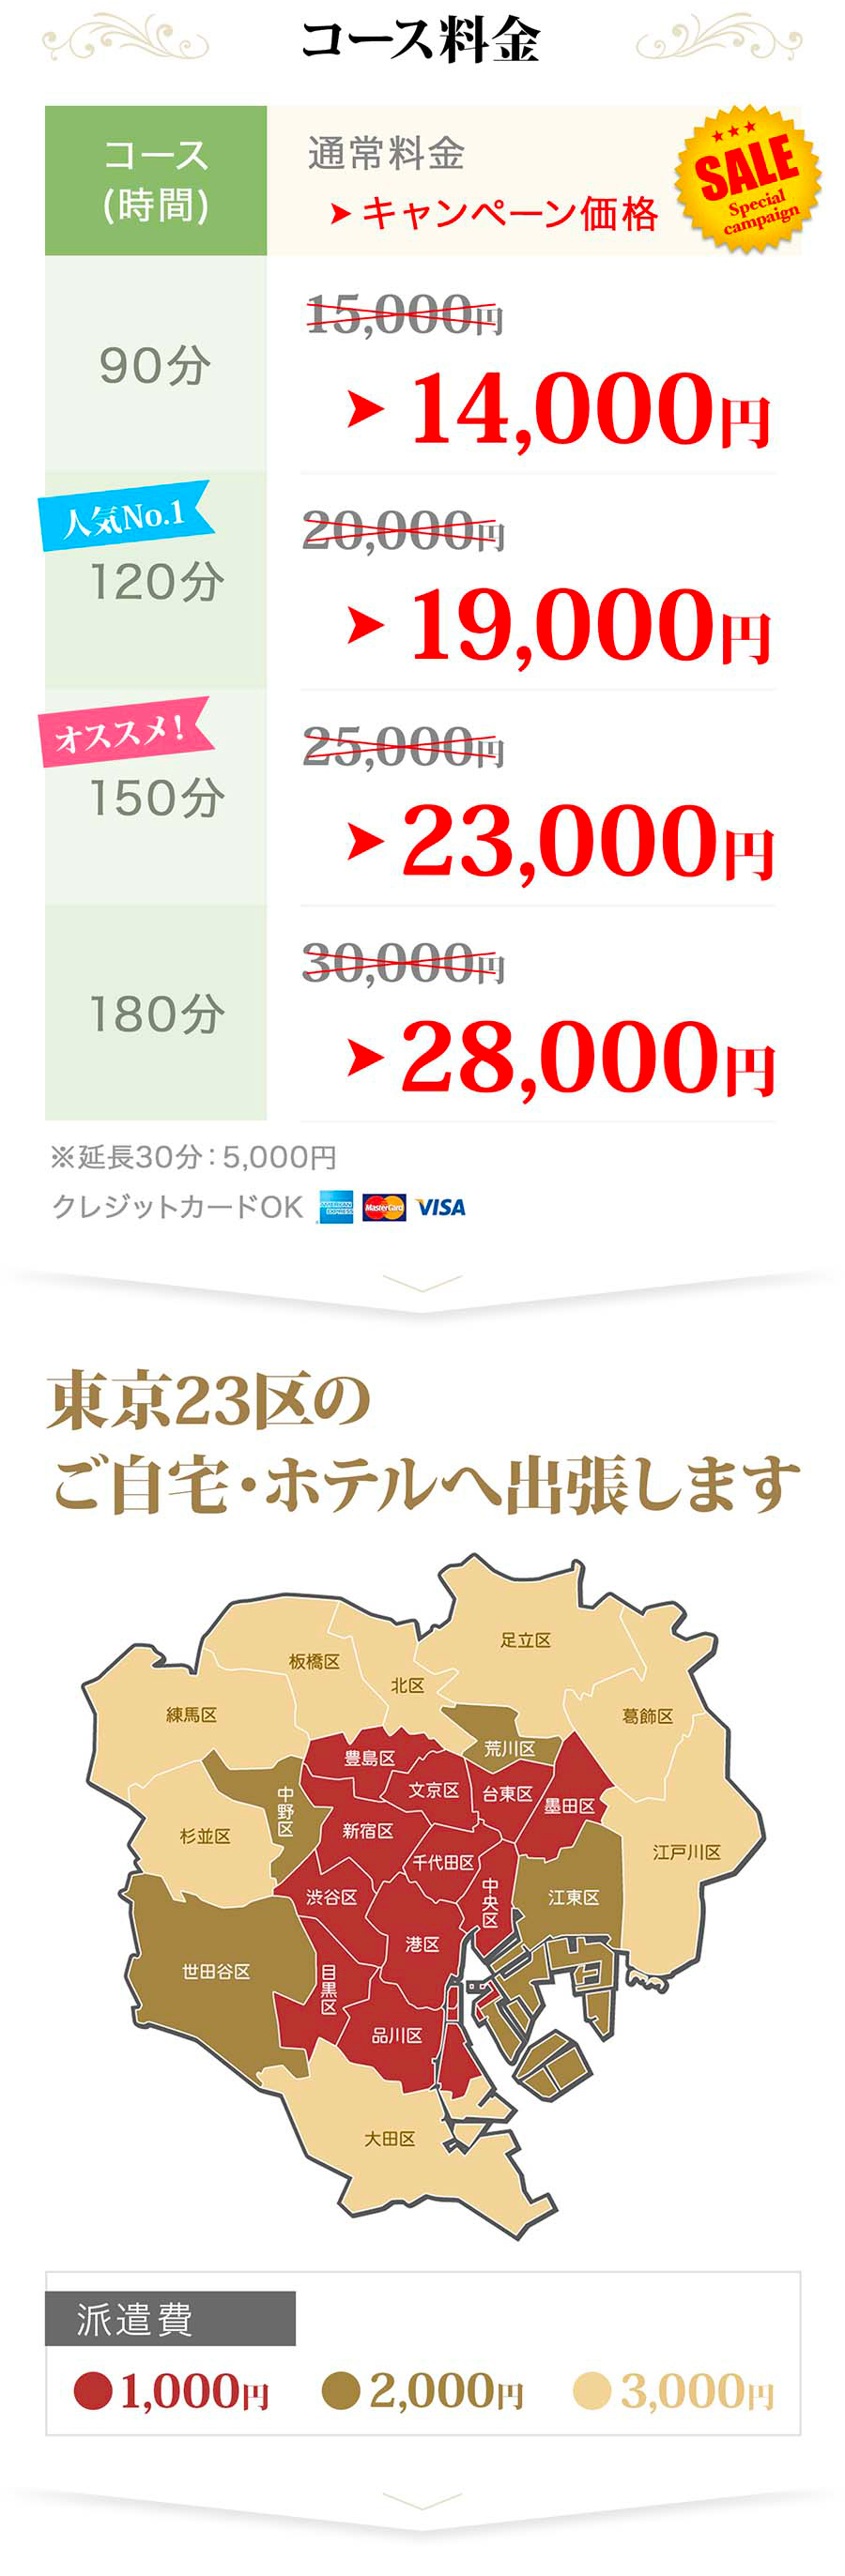 コース料金
コース
(時間)
通常料金
➤キャンペーン価格
SALE
Special
campaign
90分
15,000円
➤14,000円
人気No.1
120分
20,000円
➤19,000円
オススメ!
150分
25,000円
➤23,000円
180分
30,000円
➤28,000円
※延長30分:5,000円
クレジットカードOK AMERICAN EXPRESS MasterCard VISA
東京23区の
ご自宅・ホテルへ出張します
足立区
板橋区
北区
練馬区
葛飾区
荒川区
豊島区
文京区
台東区
墨田区
中野区
新宿区
杉並区
江戸川区
千代田区
中央区
渋谷区
江東区
港区
世田谷区
目黒区
品川区
大田区
派遣費
●1,000円 ●2,000円 ●3,000円